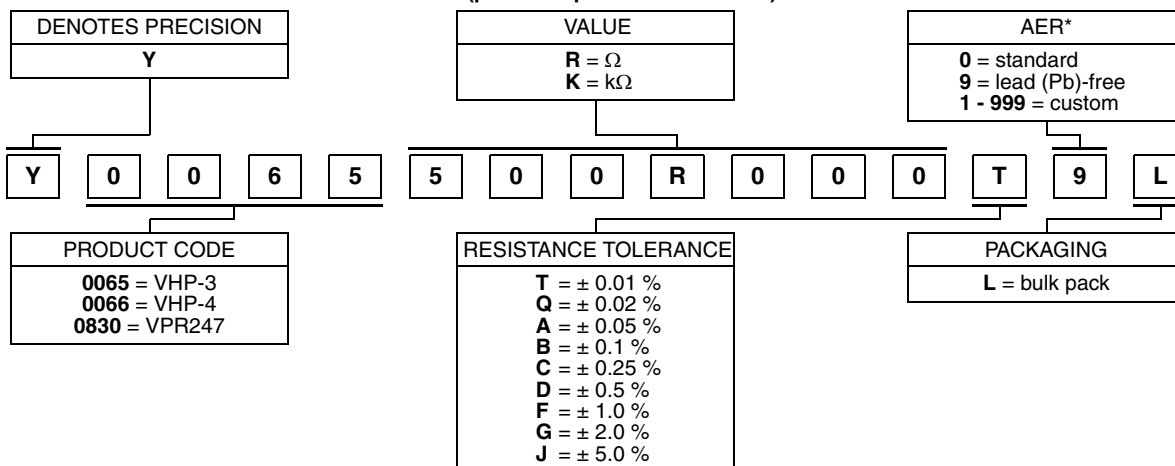 DENOTES PRECISION
Y
VALUE
R = Ω
K = kΩ
AER*
0 = standard
9 = lead (Pb)-free
1 - 999 = custom
Y 0 0 6 5 5 0 0 R 0 0 0 T 9 L
PRODUCT CODE
0065 = VHP-3
0066 = VHP-4
0830 = VPR247
RESISTANCE TOLERANCE
T = ± 0.01 %
Q = ± 0.02 %
A = ± 0.05 %
B = ± 0.1 %
C = ± 0.25 %
D = ± 0.5 %
F = ± 1.0 %
G = ± 2.0 %
J = ± 5.0 %
PACKAGING
L = bulk pack